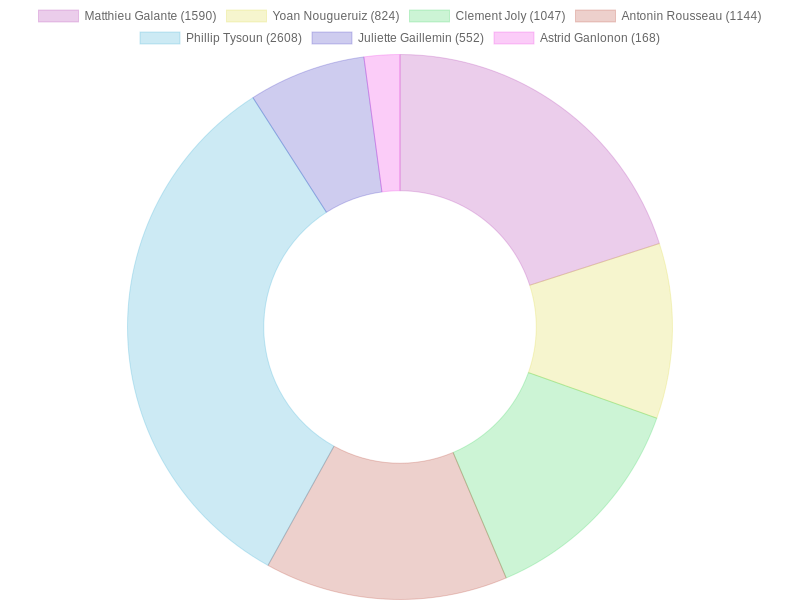 Matthieu Galante (1590) Yoan Nougueruiz (824) Clement Joly (1047) Antonin Rousseau (1144)
Phillip Tysoun (2608) Juliette Gaillemin (552) Astrid Ganlonon (168)